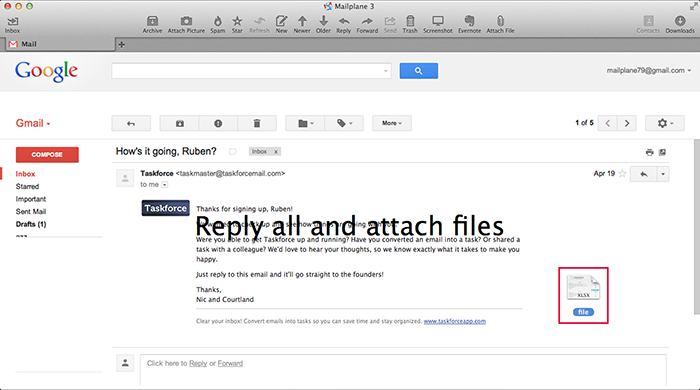 Mailplane 3
Inbox
Archive Attach Picture Spam Star Refresh New Newer Older Reply Forward Send Trash Screenshot Evernote Attach File
Contacts Downloads
Mail
Google
mailplane79@gmail.com
Gmail
More
1 of 5
COMPOSE
Inbox
Starred
Important
Sent Mail
Drafts (1)
How's it going, Ruben?
Inbox x
Taskforce <taskmaster@taskforceemail.com>
Apr 19
to me
Taskforce
Thanks for signing up, Ruben!
Reply all and attach files
Were you able to get Taskforce up and running? Have you converted an email into a task? Or shared a
task with a colleague? We'd love to hear your thoughts, so we know exactly what it takes to make you
happy.
Just reply to this email and it'll go straight to the founders!
Thanks,
Nic and Courtland
Clear your inbox! Convert emails into tasks so you can save time and stay organized. www.taskforceapp.com
XLSX
file
Click here to Reply or Forward